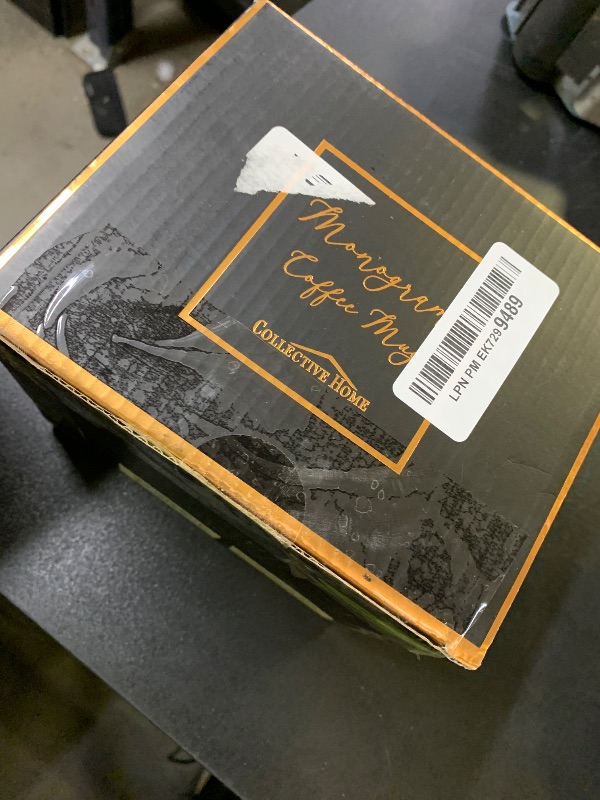 Monogram
Coffee Mug
COLLECTIVE HOME
LPN PM EK729 9489